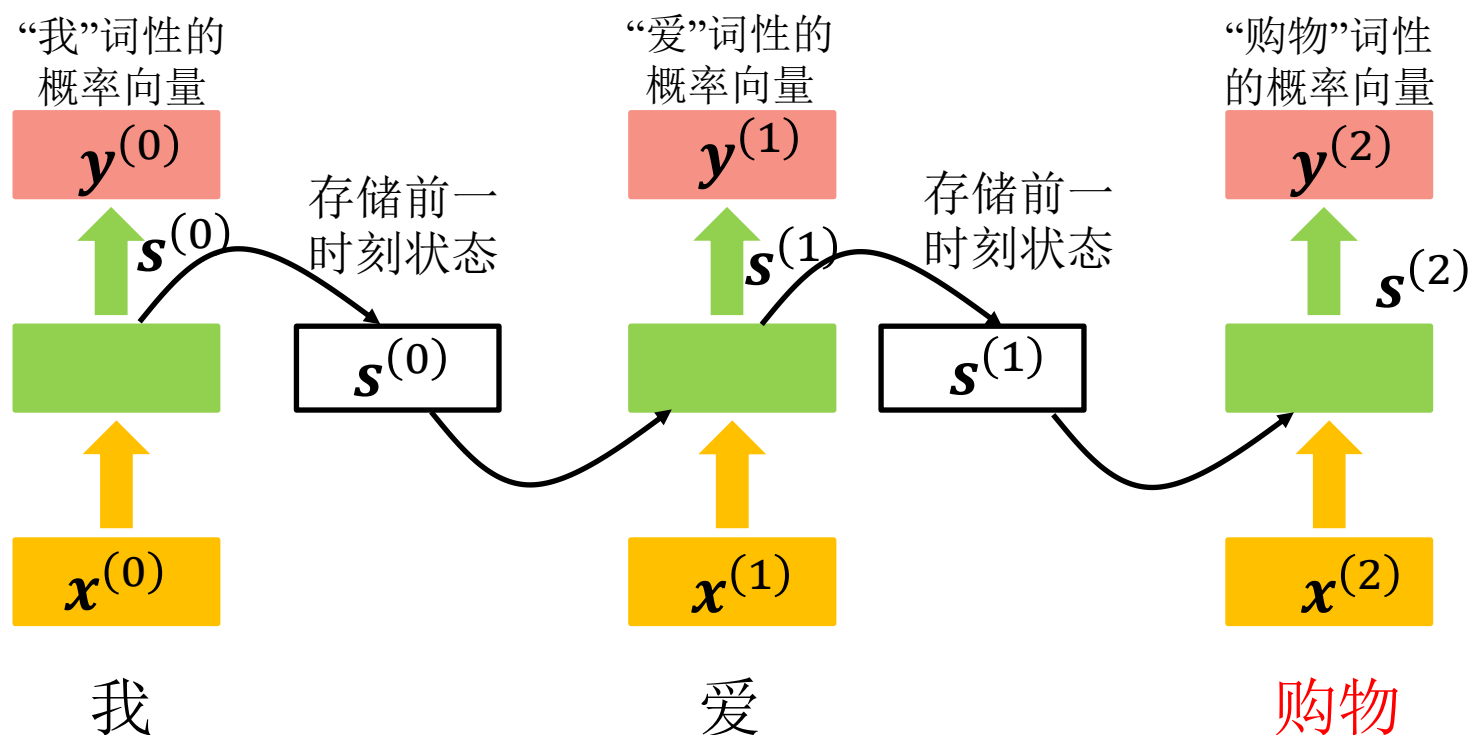 “我”词性的
概率向量
“爱”词性的
概率向量
“购物”词性
的概率向量
y^(0)
y^(1)
y^(2)
s^(0)
存储前一
时刻状态
s^(1)
存储前一
时刻状态
s^(2)
s^(0)
s^(1)
x^(0)
x^(1)
x^(2)
我
爱
购物